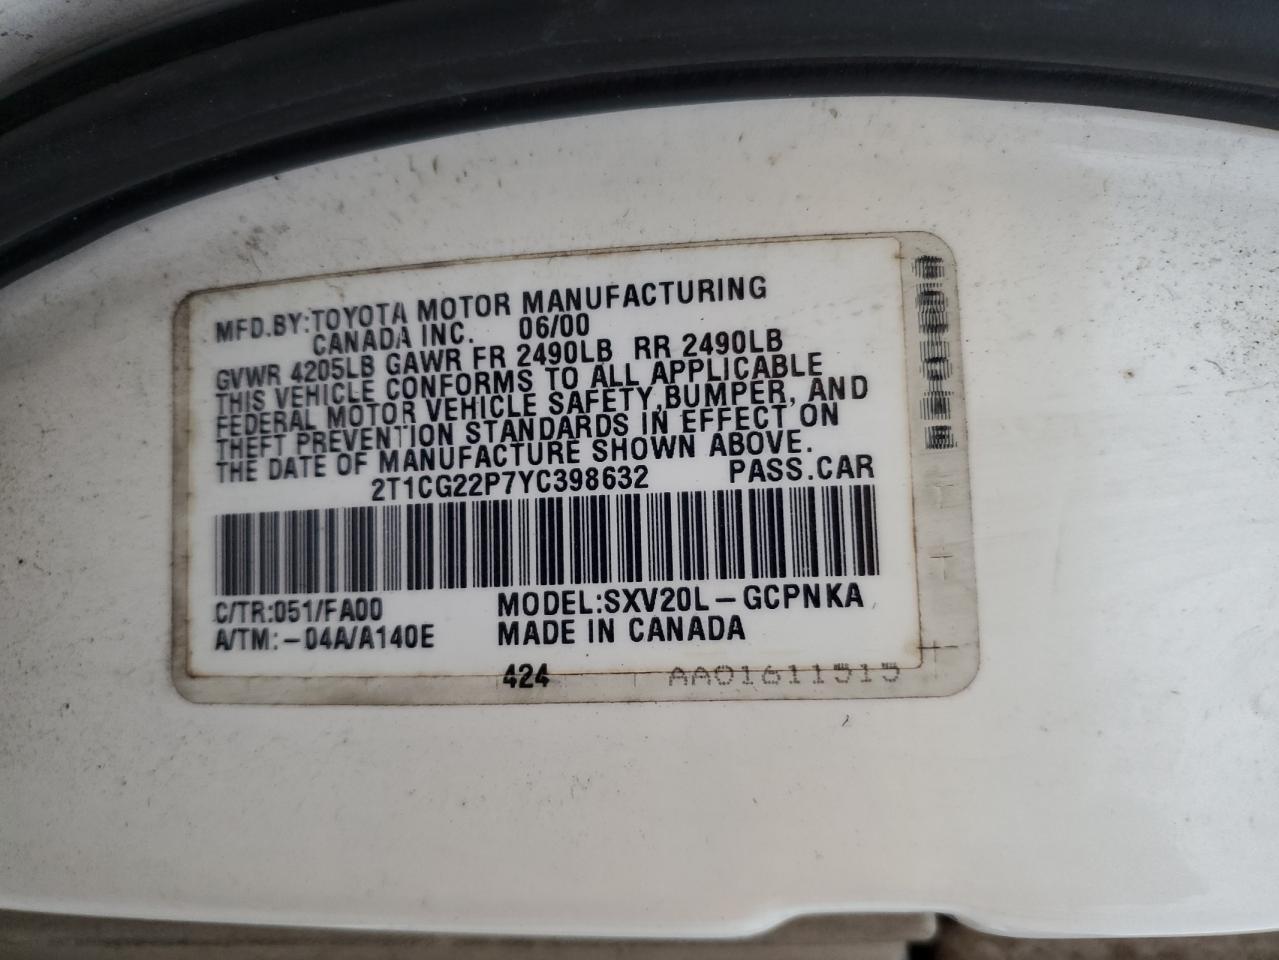 MFD.BY:TOYOTA MOTOR MANUFACTURING
CANADA INC. 06/00
GVWR 4205LB GAWR FR 2490LB RR 2490LB
THIS VEHICLE CONFORMS TO ALL APPLICABLE
FEDERAL MOTOR VEHICLE SAFETY,BUMPER, AND
THEFT PREVENTION STANDARDS IN EFFECT ON
THE DATE OF MANUFACTURE SHOWN ABOVE.
2T1CG22P7YC398632 PASS.CAR
C/TR:051/FA00 MODEL:SXV20L-GCPNKA
A/TM:-04A/A140E MADE IN CANADA
424 AA01611515